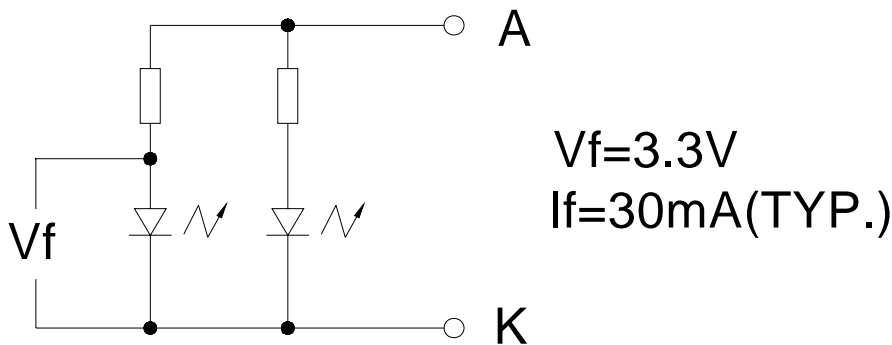 A
Vf=3.3V
If=30mA(TYP.)
Vf
K